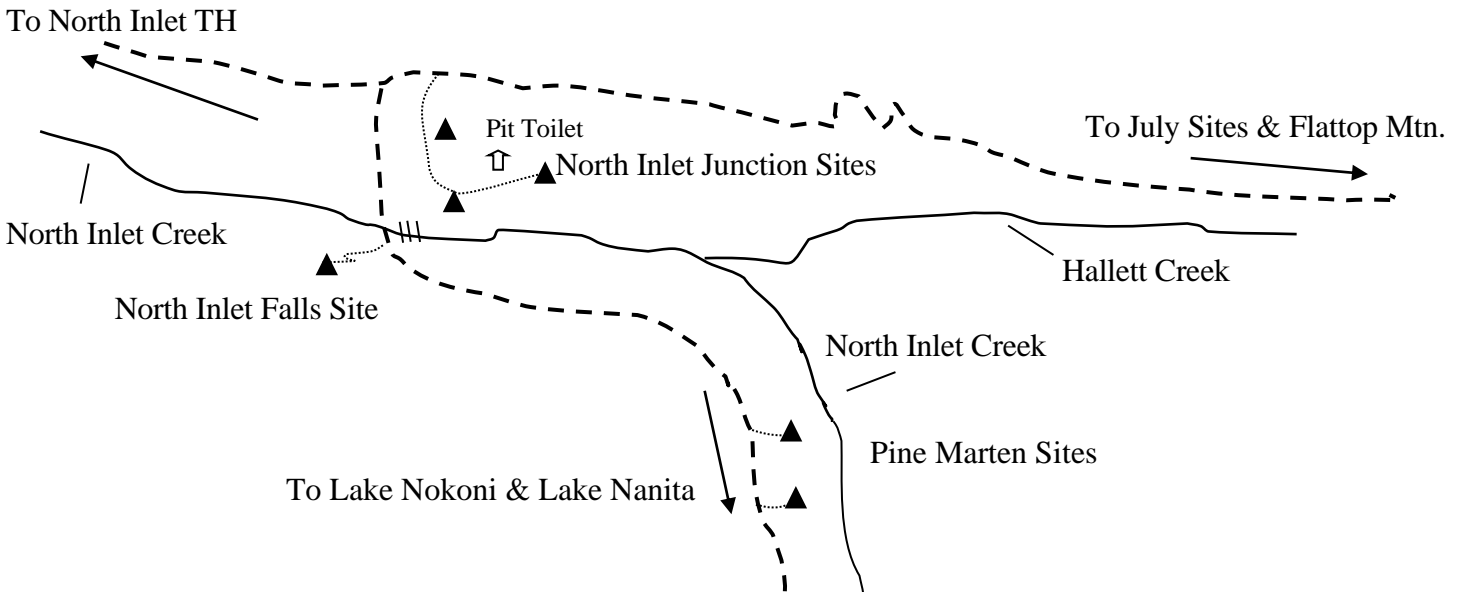 To North Inlet TH
To July Sites & Flattop Mtn.
Pit Toilet
North Inlet Junction Sites
North Inlet Creek
Hallett Creek
North Inlet Falls Site
North Inlet Creek
Pine Marten Sites
To Lake Nokoni & Lake Nanita